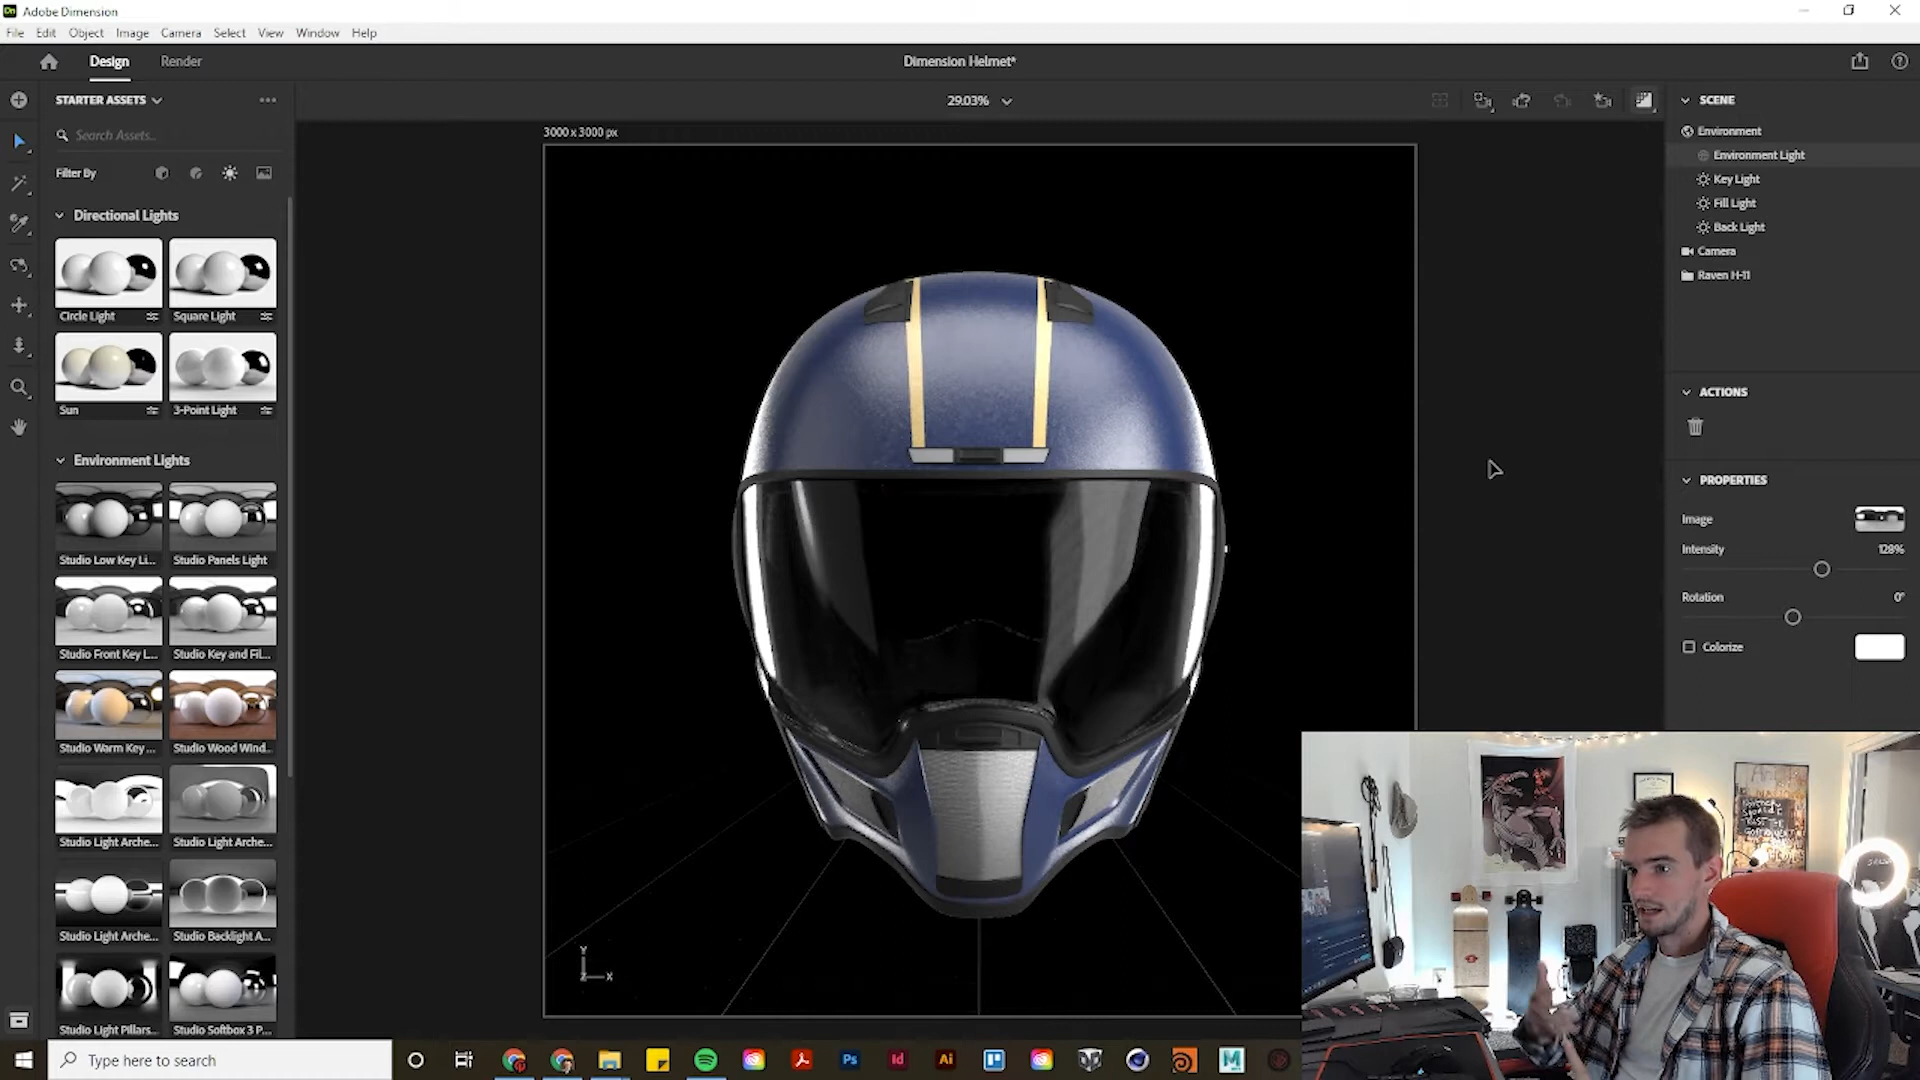 Dn Adobe Dimension
File Edit Object Image Camera Select View Window Help
Design Render
Dimension Helmet*
STARTER ASSETS
29.03%
SCENE
3000 x 3000 px
Search Assets...
Environment
Environment Light
Filter By
Key Light
Fill Light
Directional Lights
Back Light
Camera
Raven H-11
Circle Light
Square Light
ACTIONS
Sun
3-Point Light
Environment Lights
PROPERTIES
Image
Intensity 128%
Studio Low Key Li...
Studio Panels Light
Rotation 0°
Colorize
Studio Front Key L...
Studio Key and Fil...
Studio Warm Key ...
Studio Wood Wind...
Studio Light Arche...
Studio Light Arche...
Studio Light Arche...
Studio Backlight A...
Y
Z X
Studio Light Pillars...
Studio Softbox 3 P...
Type here to search
Ps
Id
Ai
M